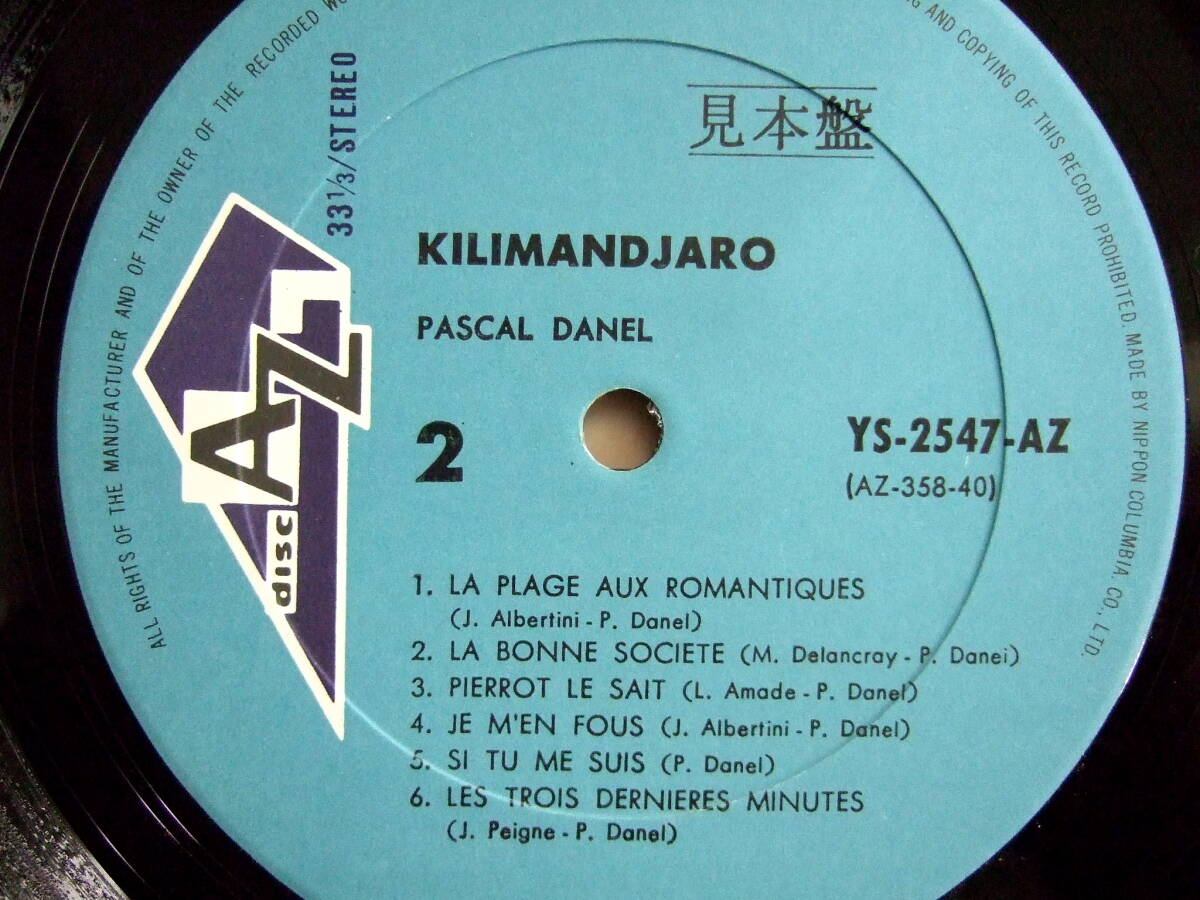 ALL RIGHTS OF THE MANUFACTURER AND OF THE OWNER OF THE RECORDED
AND COPYING OF THIS RECORD PROHIBITED. MADE BY NIPPON COLUMBIA. CO., LTD.
33 1/3/STEREO
見本盤
KILIMANDJARO
PASCAL DANEL
AZ
disc
2
YS-2547-AZ
(AZ-358-40)
1. LA PLAGE AUX ROMANTIQUES
(J. Albertini - P. Danel)
2. LA BONNE SOCIETE (M. Delancray - P. Danei)
3. PIERROT LE SAIT (L. Amade - P. Danel)
4. JE M'EN FOUS (J. Albertini - P. Danel)
5. SI TU ME SUIS (P. Danel)
6. LES TROIS DERNIERES MINUTES
(J. Peigne - P. Danel)